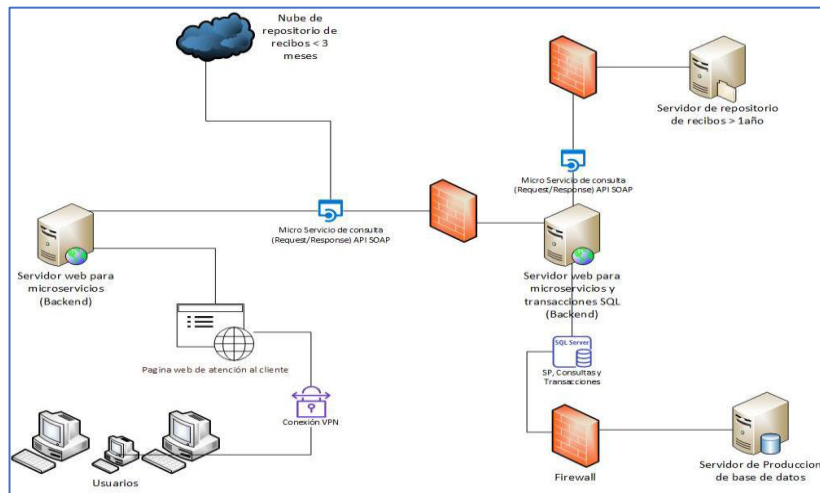 Nube de
repositorio de
recibos < 3
meses
Servidor de repositorio
de recibos > 1año
Micro Servicio de consulta
(Request/Response) API SOAP
Micro Servicio de consulta
(Request/Response) API SOAP
Servidor web para
microservicios
(Backend)
Servidor web para
microservicios y
transacciones SQL
(Backend)
SQL Server
SP, Consultas y
Transacciones
Pagina web de atención al cliente
Conexión VPN
Usuarios
Firewall
Servidor de Produccion
de base de datos